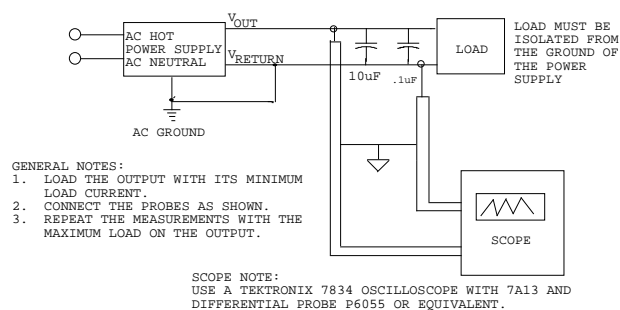 V OUT
AC HOT
POWER SUPPLY
AC NEUTRAL
V RETURN
10uF
.1uF
LOAD
LOAD MUST BE
ISOLATED FROM
THE GROUND OF
THE POWER
SUPPLY
AC GROUND
GENERAL NOTES:
1. LOAD THE OUTPUT WITH ITS MINIMUM
LOAD CURRENT.
2. CONNECT THE PROBES AS SHOWN.
3. REPEAT THE MEASUREMENTS WITH THE
MAXIMUM LOAD ON THE OUTPUT.
SCOPE
SCOPE NOTE:
USE A TEKTRONIX 7834 OSCILLOSCOPE WITH 7A13 AND
DIFFERENTIAL PROBE P6055 OR EQUIVALENT.